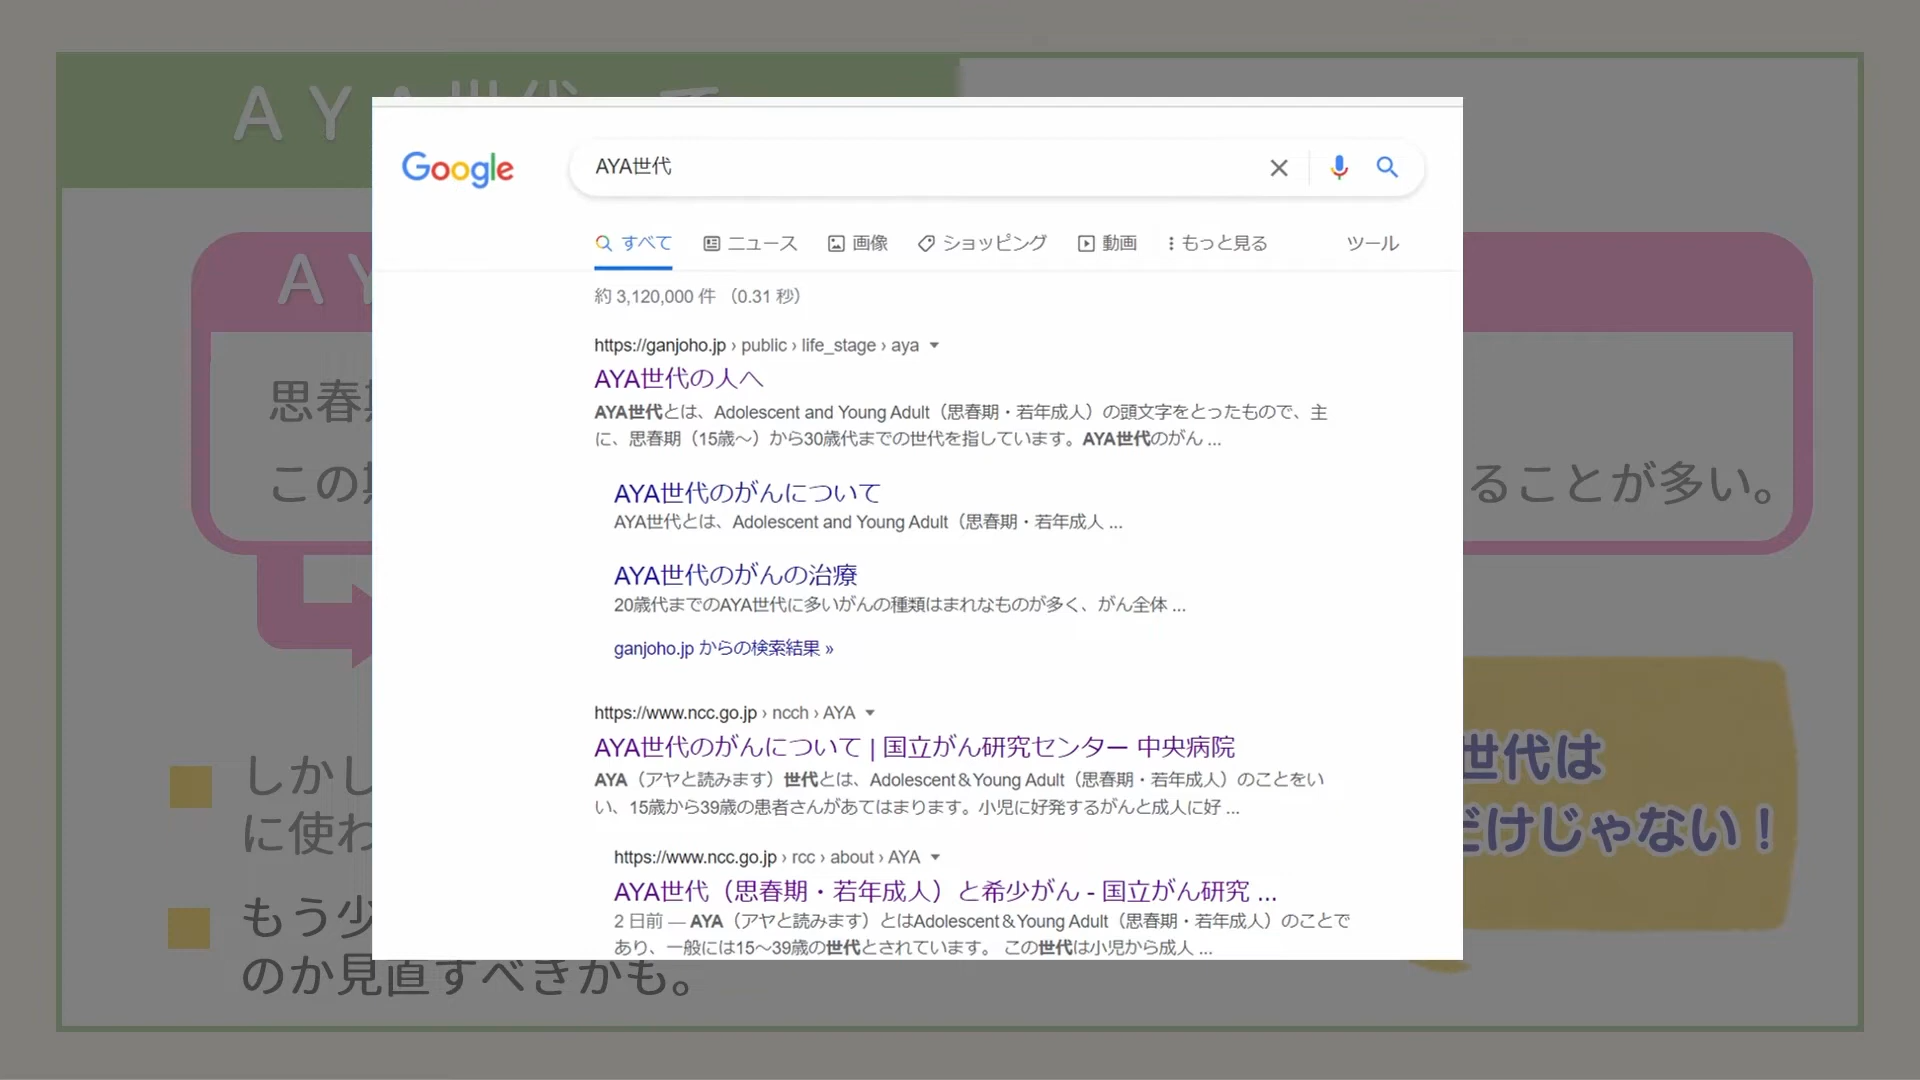 ＡＹ
Google
AYA世代
すべて
ニュース
画像
ショッピング
動画
もっと見る
ツール
約 3,120,000 件 （0.31 秒）
https://ganjoho.jp › public › life_stage › aya
AYA世代の人へ
AYA世代とは、Adolescent and Young Adult（思春期・若年成人）の頭文字をとったもので、主
に、思春期（15歳～）から30歳代までの世代を指しています。AYA世代のがん ...
AYA世代のがんについて
AYA世代とは、Adolescent and Young Adult（思春期・若年成人 ...
AYA世代のがんの治療
20歳代までのAYA世代に多いがんの種類はまれなものが多く、がん全体 ...
ganjoho.jp からの検索結果 »
https://www.ncc.go.jp › ncch › AYA
AYA世代のがんについて | 国立がん研究センター 中央病院
AYA（アヤと読みます）世代とは、Adolescent＆Young Adult（思春期・若年成人）のことをい
い、15歳から39歳の患者さんがあてはまります。小児に好発するがんと成人に好 ...
https://www.ncc.go.jp › rcc › about › AYA
AYA世代（思春期・若年成人）と希少がん - 国立がん研究 ...
2 日前 — AYA（アヤと読みます）とはAdolescent＆Young Adult（思春期・若年成人）のことで
あり、一般には15～39歳の世代とされています。 この世代は小児から成人 ...
Ａ
思春
この
ることが多い。
しかし
に使わ
もう少
のか見直すべきかも。
世代は
だけじゃない！